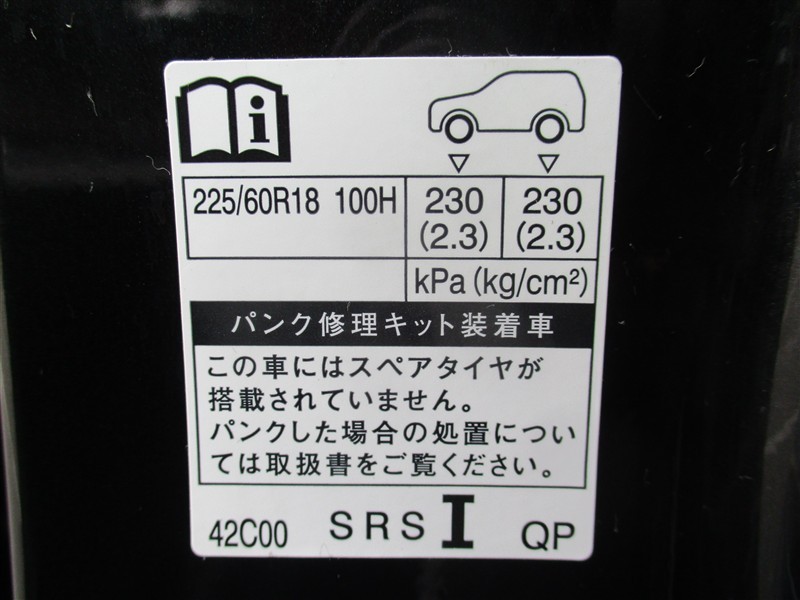 i
225/60R18 100H 230 230
(2.3) (2.3)
kPa(kg/cm²)
パンク修理キット装着車
この車にはスペアタイヤが
搭載されていません。
パンクした場合の処置につい
ては取扱書をご覧ください。
42C00 SRS I QP